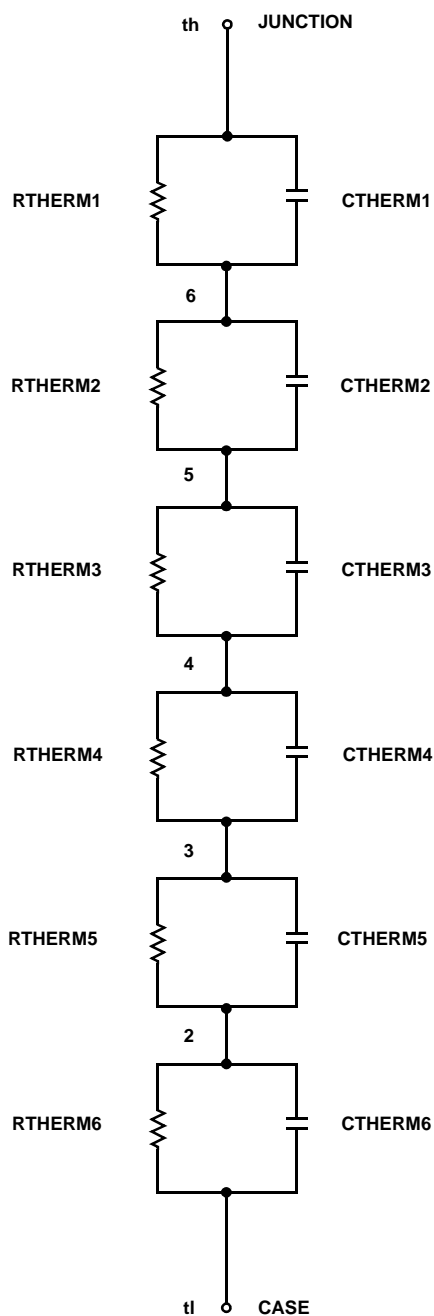 th JUNCTION
RTHERM1 CTHERM1
6
RTHERM2 CTHERM2
5
RTHERM3 CTHERM3
4
RTHERM4 CTHERM4
3
RTHERM5 CTHERM5
2
RTHERM6 CTHERM6
tl CASE